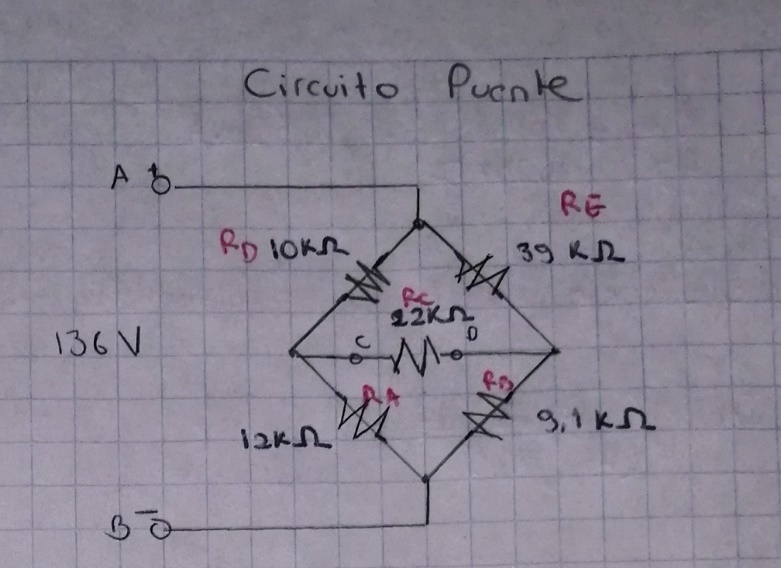 Circuito Puente
A +
RE
RD 10KΩ
39 KΩ
RC
22KΩ
136 V
C
D
RA
RB
12KΩ
9,1 KΩ
B -